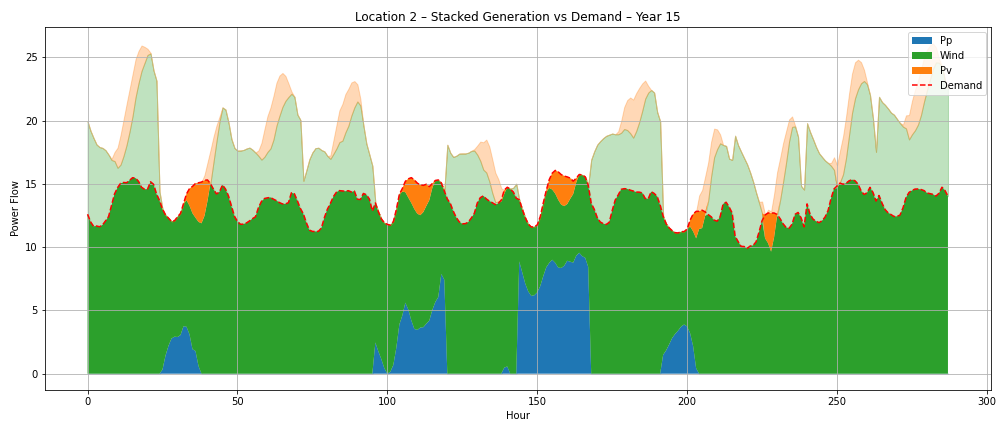 Location 2 – Stacked Generation vs Demand – Year 15
Pp
Wind
Pv
Demand
Power Flow
25
20
15
10
5
0
0 50 100 150 200 250 300
Hour